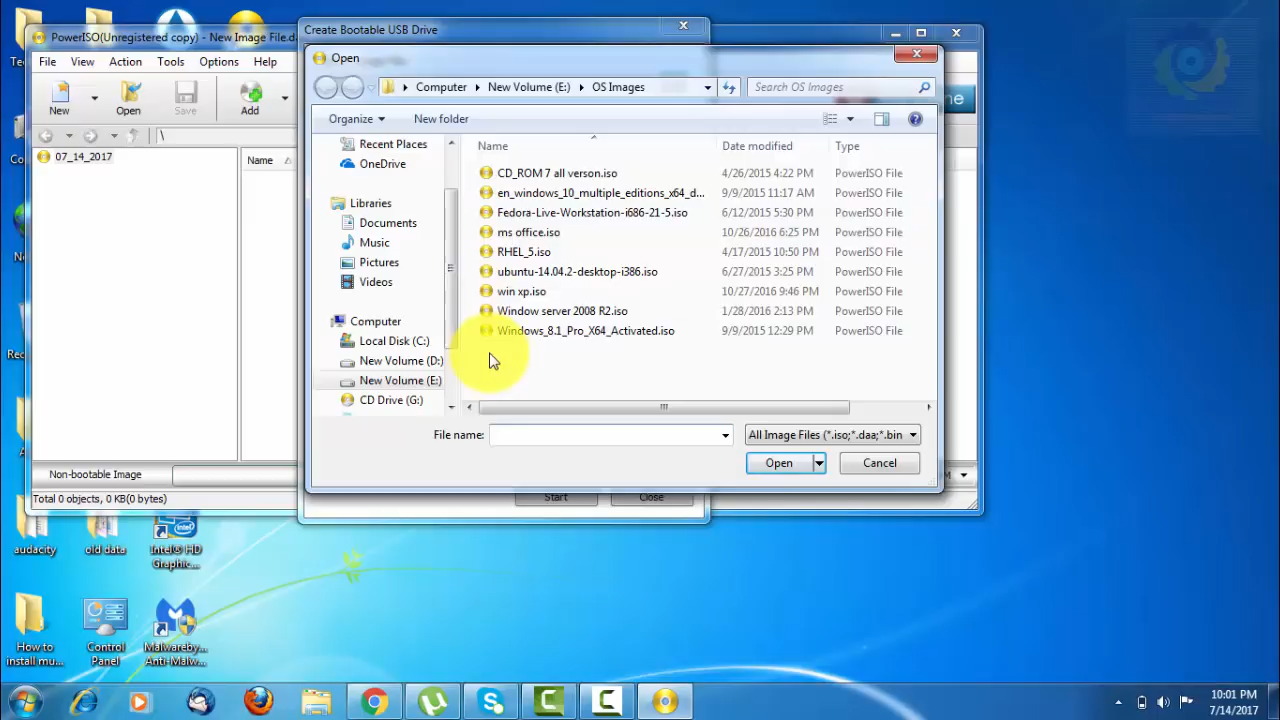 PowerISO(Unregistered copy) - New Image File.d
File View Action Tools Options Help
New
Open
Save
Add
\
07_14_2017
Name
Non-bootable Image
Total 0 objects, 0 KB(0 bytes)
Create Bootable USB Drive
Start
Close
Open
Computer
New Volume (E:)
OS Images
Search OS Images
Organize
New folder
Recent Places
OneDrive
Libraries
Documents
Music
Pictures
Videos
Computer
Local Disk (C:)
New Volume (D:)
New Volume (E:)
CD Drive (G:)
Name Date modified Type
CD_ROM 7 all verson.iso 4/26/2015 4:22 PM PowerISO File
en_windows_10_multiple_editions_x64_d... 9/9/2015 11:17 AM PowerISO File
Fedora-Live-Workstation-i686-21-5.iso 6/12/2015 5:30 PM PowerISO File
ms office.iso 10/26/2016 6:25 PM PowerISO File
RHEL_5.iso 4/17/2015 10:50 PM PowerISO File
ubuntu-14.04.2-desktop-i386.iso 6/27/2015 3:25 PM PowerISO File
win xp.iso 10/27/2016 9:46 PM PowerISO File
Window server 2008 R2.iso 1/28/2016 2:13 PM PowerISO File
Windows_8.1_Pro_X64_Activated.iso 9/9/2015 12:29 PM PowerISO File
File name:
All Image Files (*.iso;*.daa;*.bin
Open
Cancel
audacity
old data
Intel® HD
Graphic...
How to
install mu...
Control
Panel
Malwareby...
Anti-Malw...
10:01 PM
7/14/2017